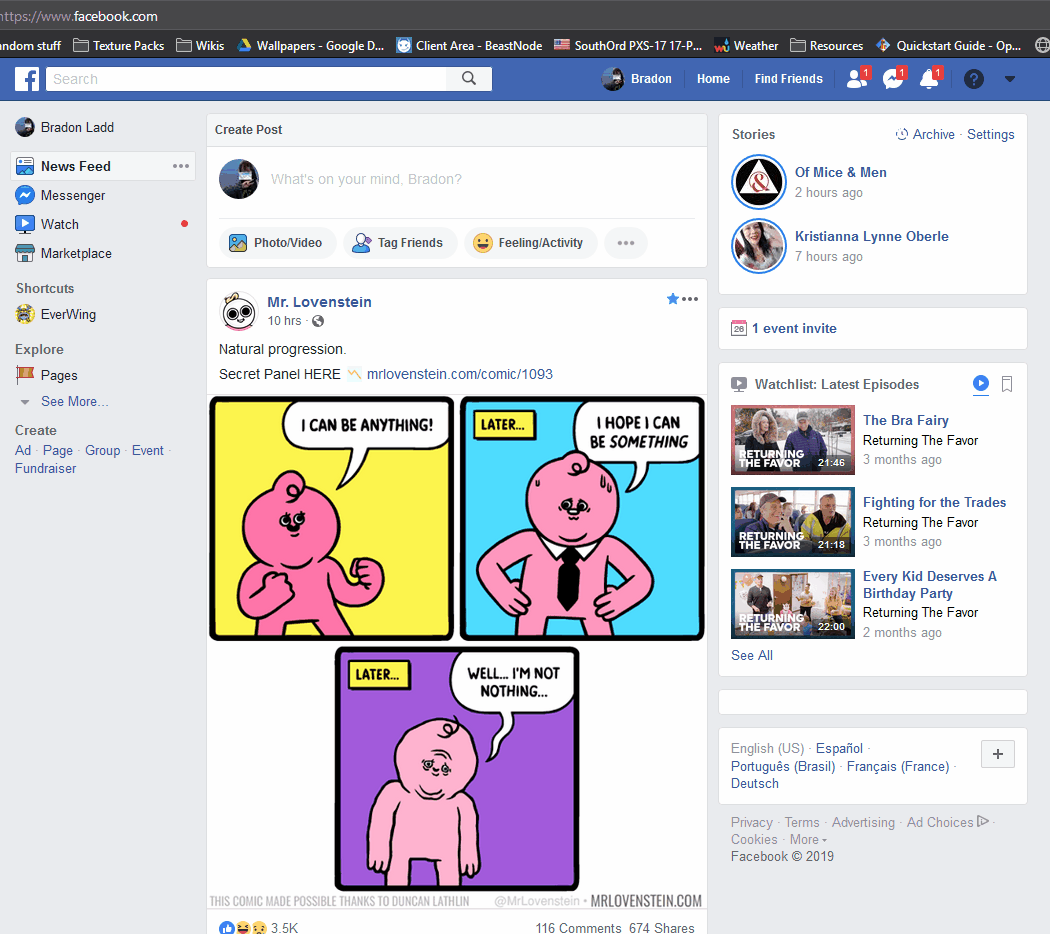 https://www.facebook.com
andom stuff Texture Packs Wikis Wallpapers - Google D... Client Area - BeastNode SouthOrd PXS-17 17-P... Weather Resources Quickstart Guide - Op...
Search
Bradon Home Find Friends 1 1 1 ?
Bradon Ladd
News Feed
Messenger
Watch
Marketplace
Shortcuts
EverWing
Explore
Pages
See More...
Create
Ad · Page · Group · Event ·
Fundraiser
Create Post
What's on your mind, Bradon?
Photo/Video Tag Friends Feeling/Activity
Mr. Lovenstein
10 hrs ·
Natural progression.
Secret Panel HERE mrlovenstein.com/comic/1093
I CAN BE ANYTHING!
LATER...
I HOPE I CAN
BE SOMETHING
LATER...
WELL... I'M NOT
NOTHING...
THIS COMIC MADE POSSIBLE THANKS TO DUNCAN LATHLIN @MrLovenstein • MRLOVENSTEIN.COM
3.5K 116 Comments 674 Shares
Stories Archive · Settings
Of Mice & Men
2 hours ago
Kristianna Lynne Oberle
7 hours ago
26 1 event invite
Watchlist: Latest Episodes
RETURNING
THE FAVOR 21:46
The Bra Fairy
Returning The Favor
3 months ago
RETURNING
THE FAVOR 21:18
Fighting for the Trades
Returning The Favor
3 months ago
RETURNING
THE FAVOR 22:00
Every Kid Deserves A
Birthday Party
Returning The Favor
2 months ago
See All
English (US) · Español ·
Português (Brasil) · Français (France) ·
Deutsch
+
Privacy · Terms · Advertising · Ad Choices ·
Cookies · More
Facebook © 2019